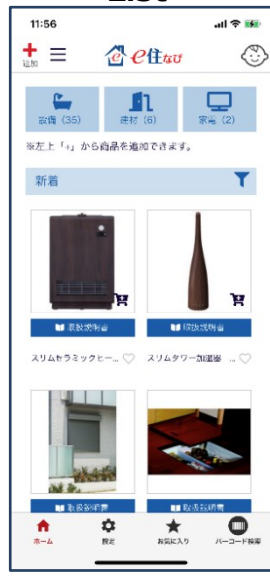 List
11:56
追加
e住なび
設備 (35)
建材 (6)
家電 (2)
※左上「+」から商品を追加できます。
新着
取扱説明書
取扱説明書
スリムセラミックヒー...
スリムタワー加湿器 ...
取扱説明書
取扱説明書
ホーム
設定
お気に入り
バーコード検索